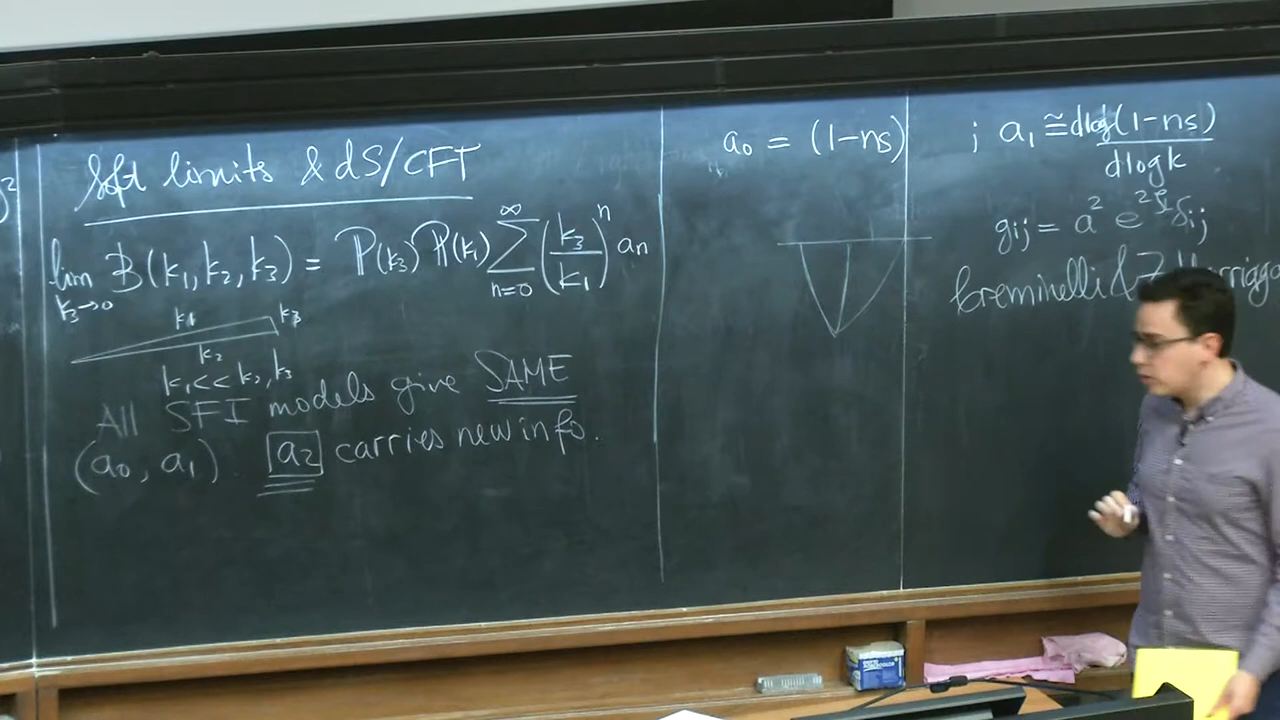 Soft limits & dS/CFT
lim k₃→0 B(k₁, k₂, k₃) = P(k₃) P(k₁) ∑_{n=0}^{∞} (k₃/k₁)ⁿ aₙ
k₁ k₃
k₂
k₁ << k₂, k₃
All SFI models give SAME
(a₀, a₁). a₂ carries new info.
a₀ = (1-ns) ; a₁ ≅ dlog(1-ns)/dlogk
gij = a² e^{2ζ} δij
Creminelli &